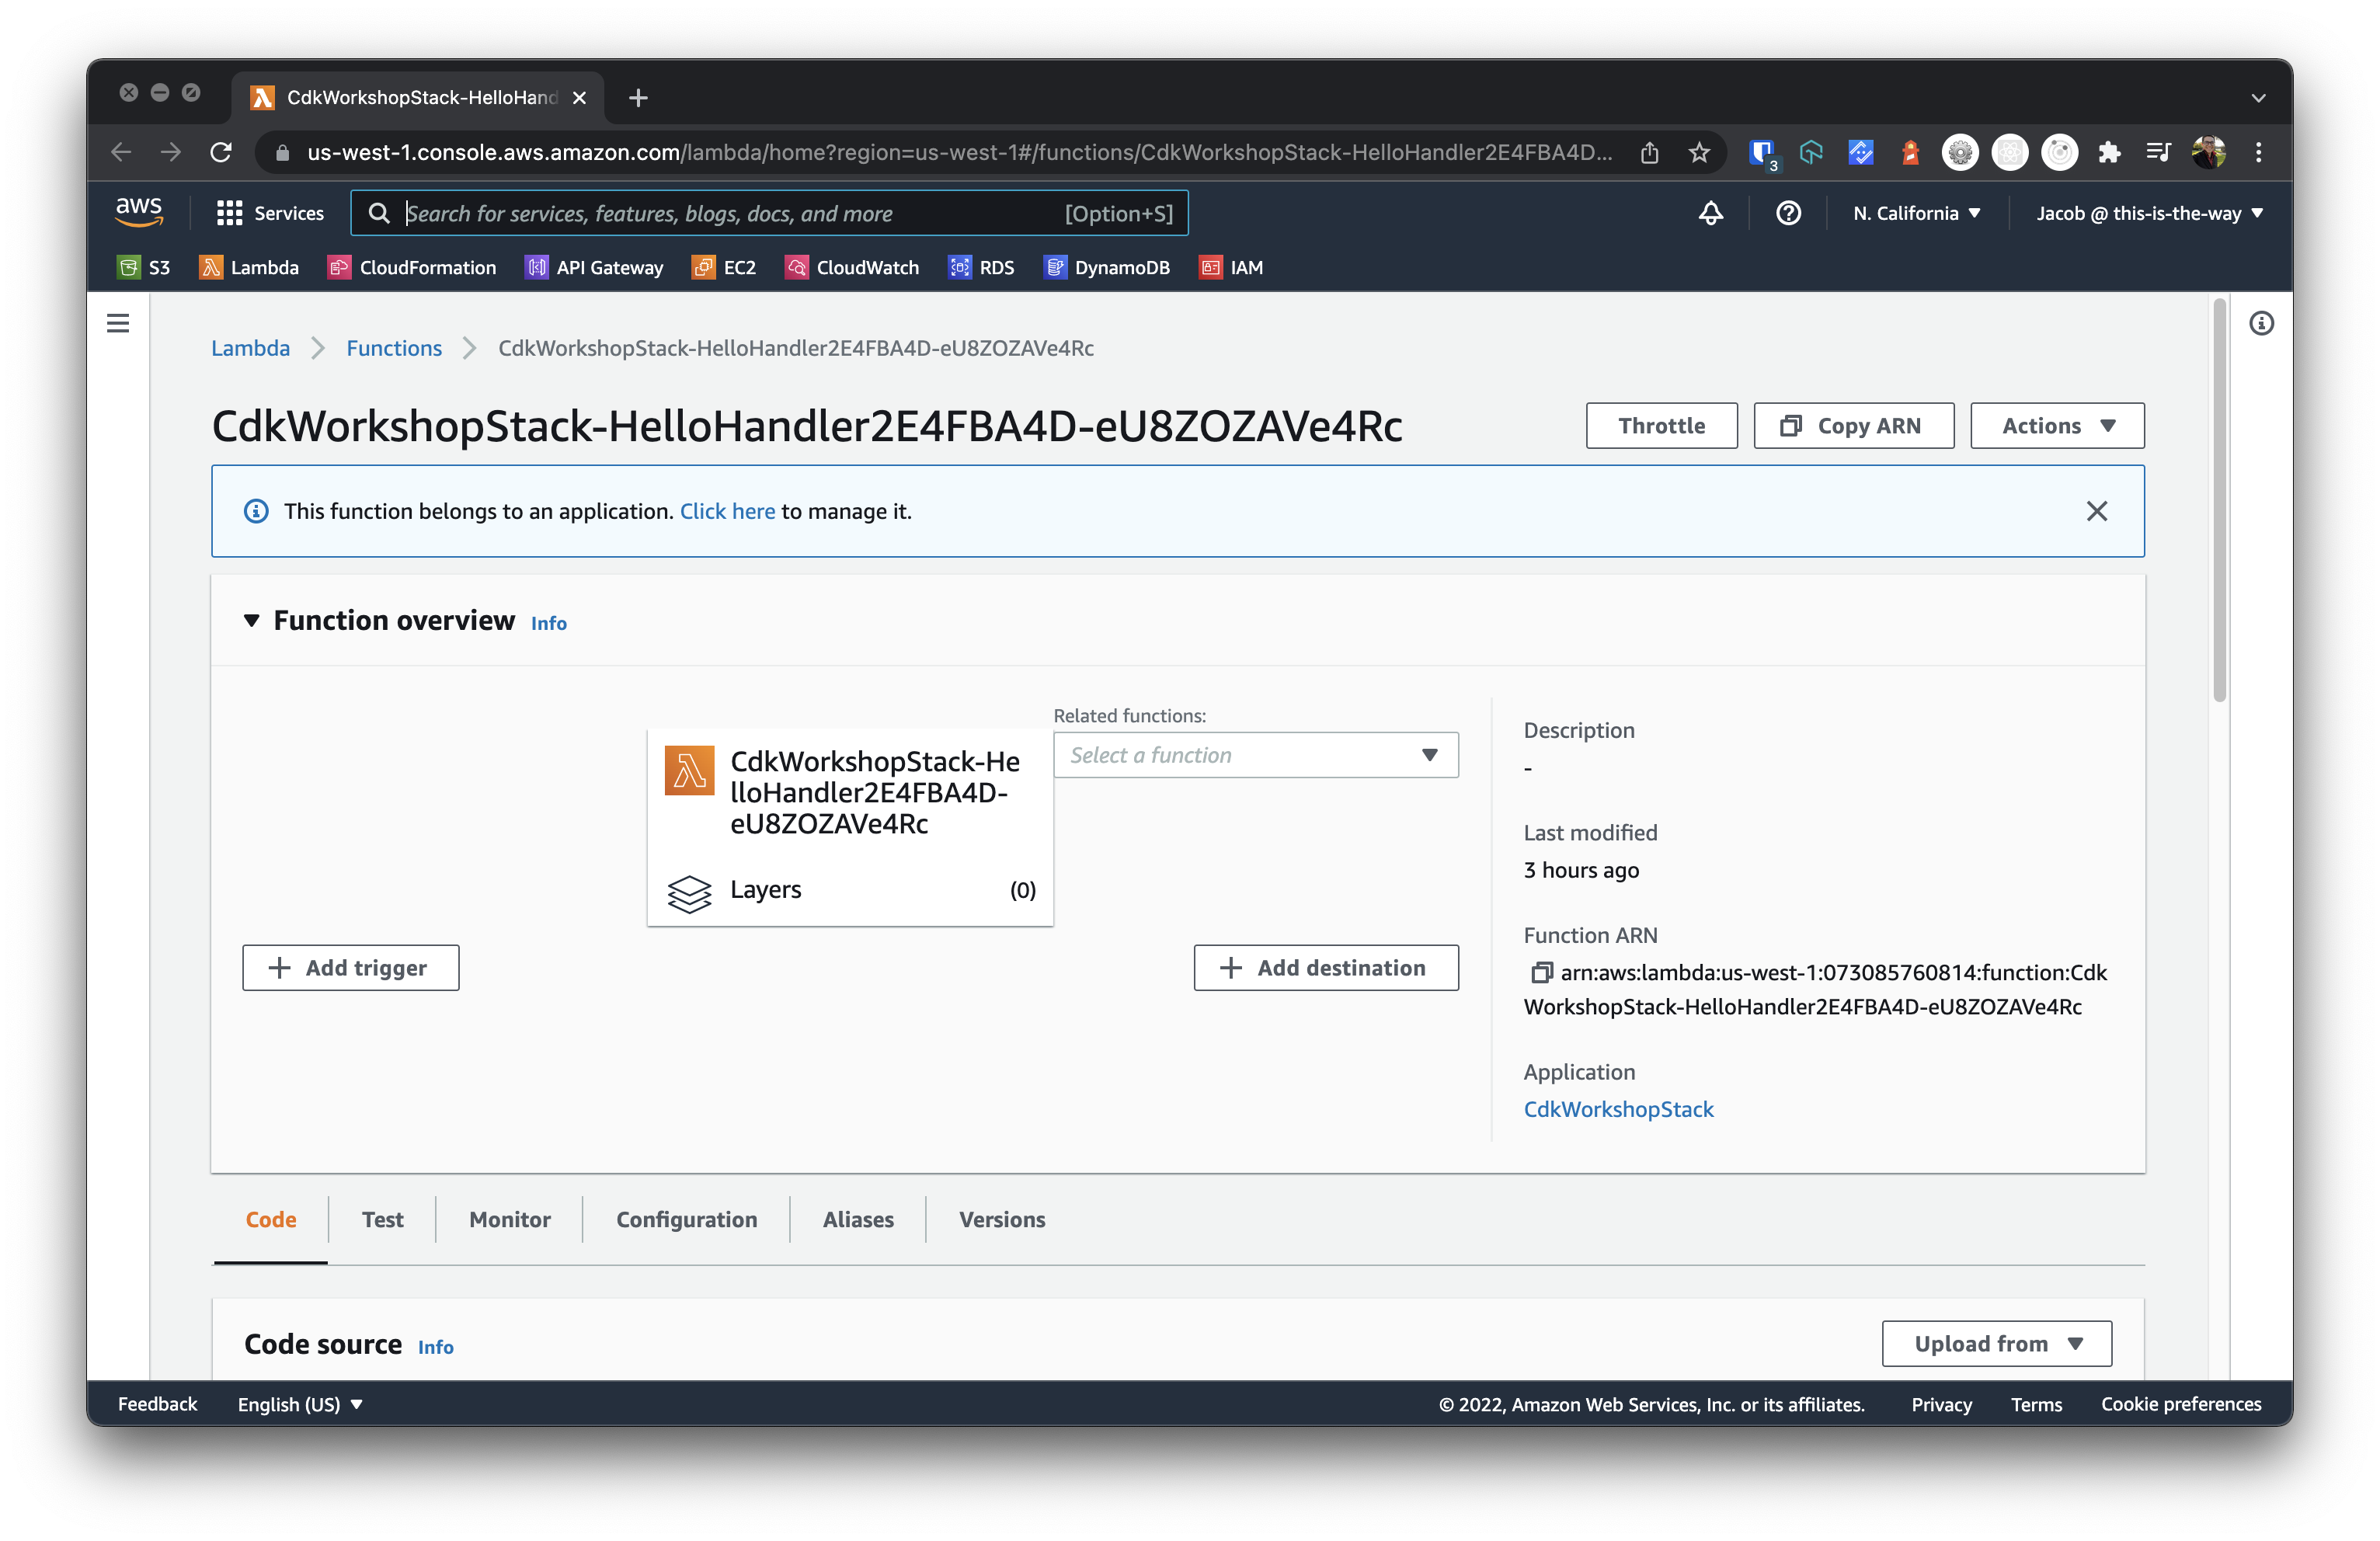 CdkWorkshopStack-HelloHand
us-west-1.console.aws.amazon.com/lambda/home?region=us-west-1#/functions/CdkWorkshopStack-HelloHandler2E4FBA4D...
3
aws
Services
Search for services, features, blogs, docs, and more [Option+S]
N. California
Jacob @ this-is-the-way
S3 Lambda CloudFormation API Gateway EC2 CloudWatch RDS DynamoDB IAM
Lambda Functions CdkWorkshopStack-HelloHandler2E4FBA4D-eU8ZOZAVe4Rc
CdkWorkshopStack-HelloHandler2E4FBA4D-eU8ZOZAVe4Rc
Throttle Copy ARN Actions
This function belongs to an application. Click here to manage it.
Function overview Info
CdkWorkshopStack-He
lloHandler2E4FBA4D-
eU8ZOZAVe4Rc
Layers (0)
Related functions:
Select a function
Add trigger
Add destination
Description
-
Last modified
3 hours ago
Function ARN
arn:aws:lambda:us-west-1:073085760814:function:Cdk
WorkshopStack-HelloHandler2E4FBA4D-eU8ZOZAVe4Rc
Application
CdkWorkshopStack
Code Test Monitor Configuration Aliases Versions
Code source Info
Upload from
Feedback English (US) © 2022, Amazon Web Services, Inc. or its affiliates. Privacy Terms Cookie preferences